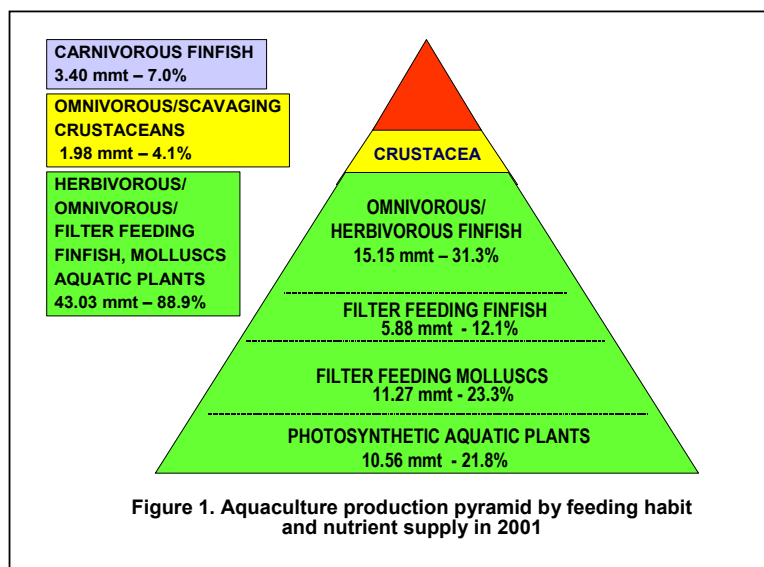 CARNIVOROUS FINFISH
3.40 mmt – 7.0%
OMNIVOROUS/SCAVAGING
CRUSTACEANS
1.98 mmt – 4.1%
HERBIVOROUS/
OMNIVOROUS/
FILTER FEEDING
FINFISH, MOLLUSCS
AQUATIC PLANTS
43.03 mmt – 88.9%
CRUSTACEA
OMNIVOROUS/
HERBIVOROUS FINFISH
15.15 mmt – 31.3%
FILTER FEEDING FINFISH
5.88 mmt - 12.1%
FILTER FEEDING MOLLUSCS
11.27 mmt - 23.3%
PHOTOSYNTHETIC AQUATIC PLANTS
10.56 mmt - 21.8%
Figure 1. Aquaculture production pyramid by feeding habit
and nutrient supply in 2001